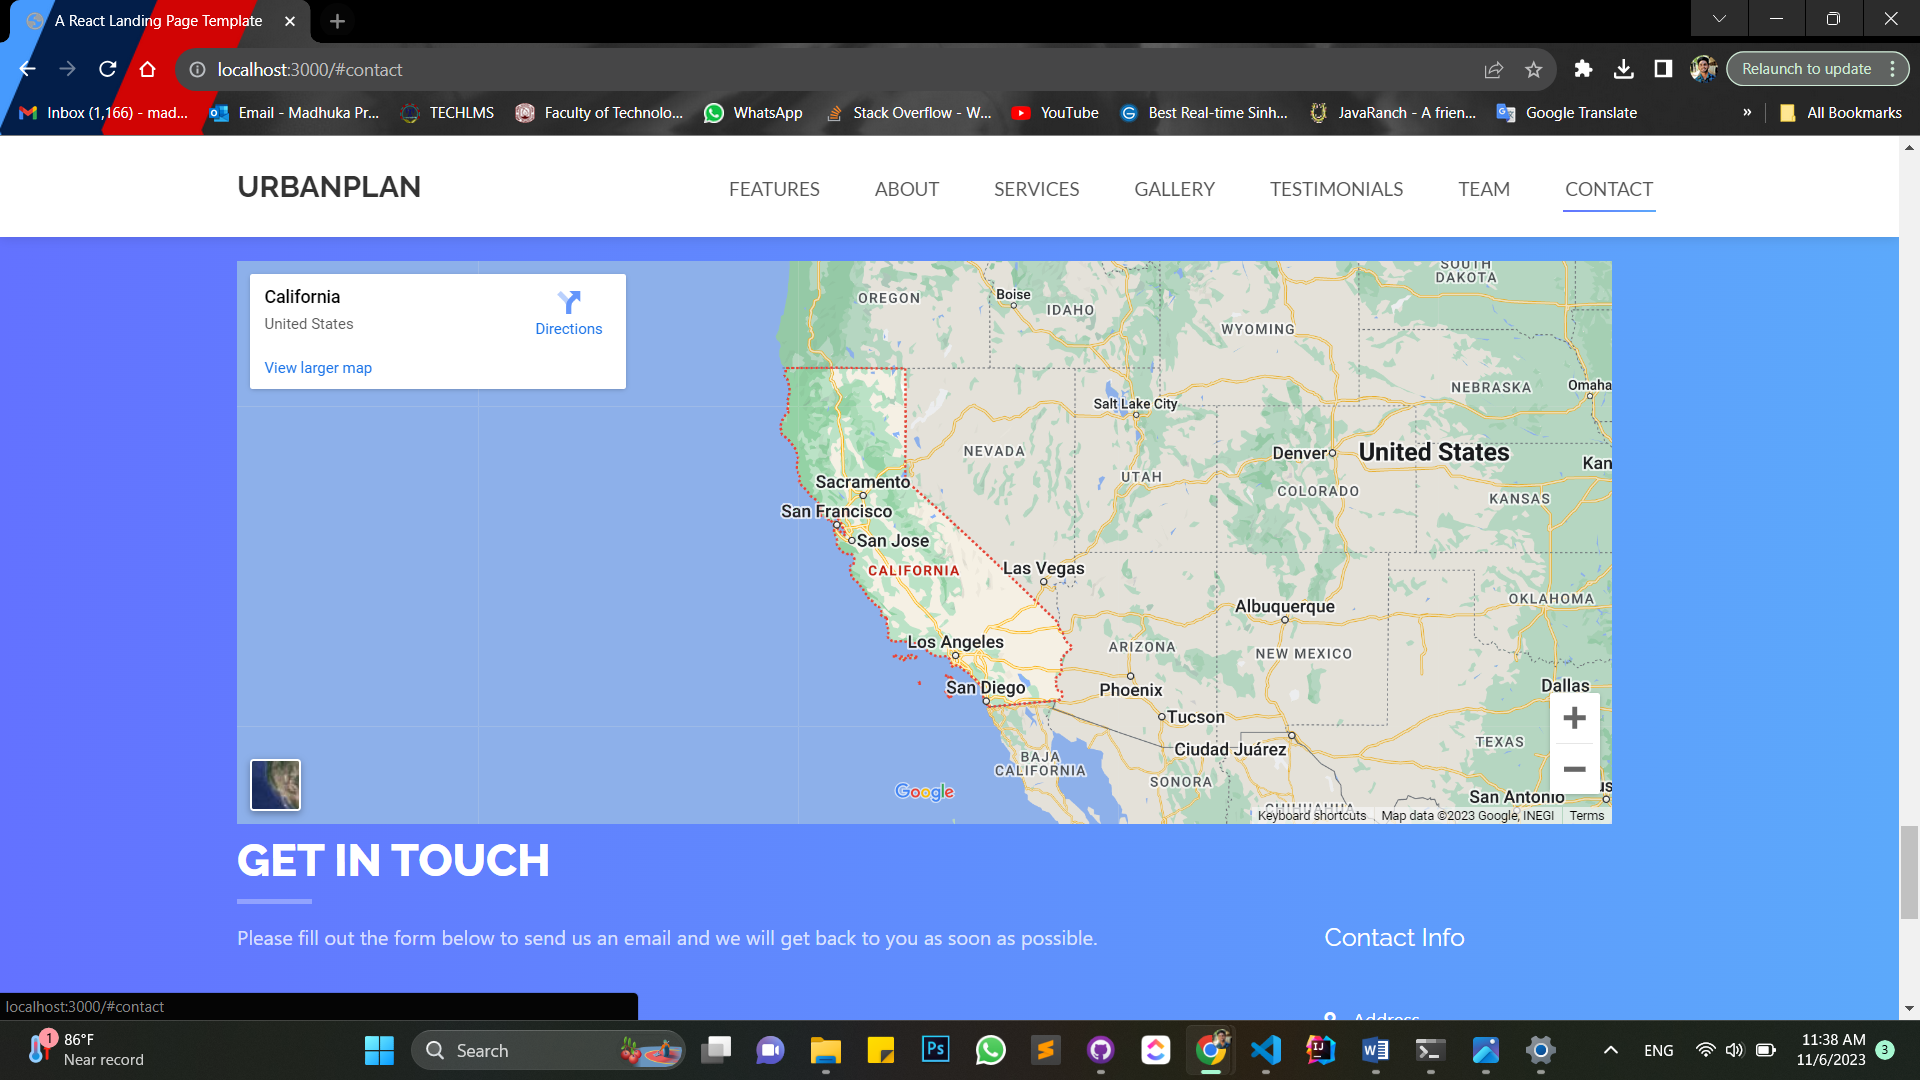 A React Landing Page Template
localhost:3000/#contact
Relaunch to update
Inbox (1,166) - mad...
Email - Madhuka Pr...
TECHLMS
Faculty of Technolo...
WhatsApp
Stack Overflow - W...
YouTube
Best Real-time Sinh...
JavaRanch - A frien...
Google Translate
»
All Bookmarks
URBANPLAN
FEATURES
ABOUT
SERVICES
GALLERY
TESTIMONIALS
TEAM
CONTACT
California
United States
Directions
View larger map
SOUTH
DAKOTA
OREGON
Boise
IDAHO
WYOMING
NEBRASKA
Omaha
Salt Lake City
NEVADA
Denver
United States
Kan
UTAH
COLORADO
KANSAS
Sacramento
San Francisco
San Jose
CALIFORNIA
Las Vegas
Albuquerque
OKLAHOMA
Los Angeles
ARIZONA
NEW MEXICO
San Diego
Phoenix
Dallas
Tucson
Ciudad Juárez
TEXAS
BAJA
CALIFORNIA
SONORA
Google
San Antonio
us
CHIHUAHUA
Keyboard shortcuts
Map data ©2023 Google, INEGI
Terms
GET IN TOUCH
Please fill out the form below to send us an email and we will get back to you as soon as possible.
Contact Info
Address
localhost:3000/#contact
1
86°F
Near record
Search
Ps
ENG
11:38 AM
11/6/2023
3